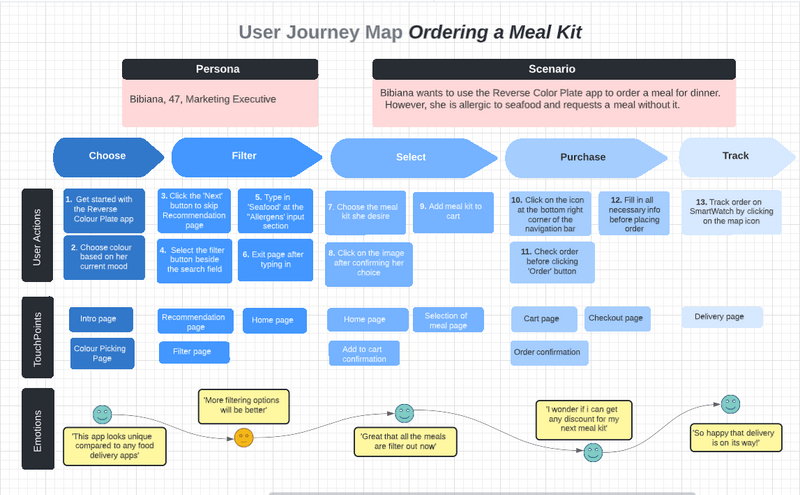 User Journey Map Ordering a Meal Kit
Persona
Bibiana, 47, Marketing Executive
Scenario
Bibiana wants to use the Reverse Color Plate app to order a meal for dinner.
However, she is allergic to seafood and requests a meal without it.
Choose
Filter
Select
Purchase
Track
User Actions
1. Get started with
the Reverse
Colour Plate app
2. Choose colour
based on her
current mood
3. Click the 'Next'
button to skip
Recommendation
page
4. Select the filter
button beside
the search field
5. Type in
'Seafood' at the
"Allergens' input
section
6. Exit page after
typing in
7. Choose the meal
kit she desire
8. Click on the image
after confirming her
choice
9. Add meal kit to
cart
10. Click on the icon
at the bottom right
corner of the
navigation bar
11. Check order
before clicking
'Order' button
12. Fill in all
necessary info
before placing
order
13. Track order on
SmartWatch by clicking
on the map icon
TouchPoints
Intro page
Colour Picking
Page
Recommendation
page
Filter page
Home page
Home page
Add to cart
confirmation
Selection of
meal page
Cart page
Order confirmation
Checkout page
Delivery page
Emotions
'This app looks unique
compared to any food
delivery apps'
'More filtering options
will be better'
'Great that all the meals
are filter out now'
'I wonder if i can get
any discount for my
next meal kit'
'So happy that delivery
is on its way!'